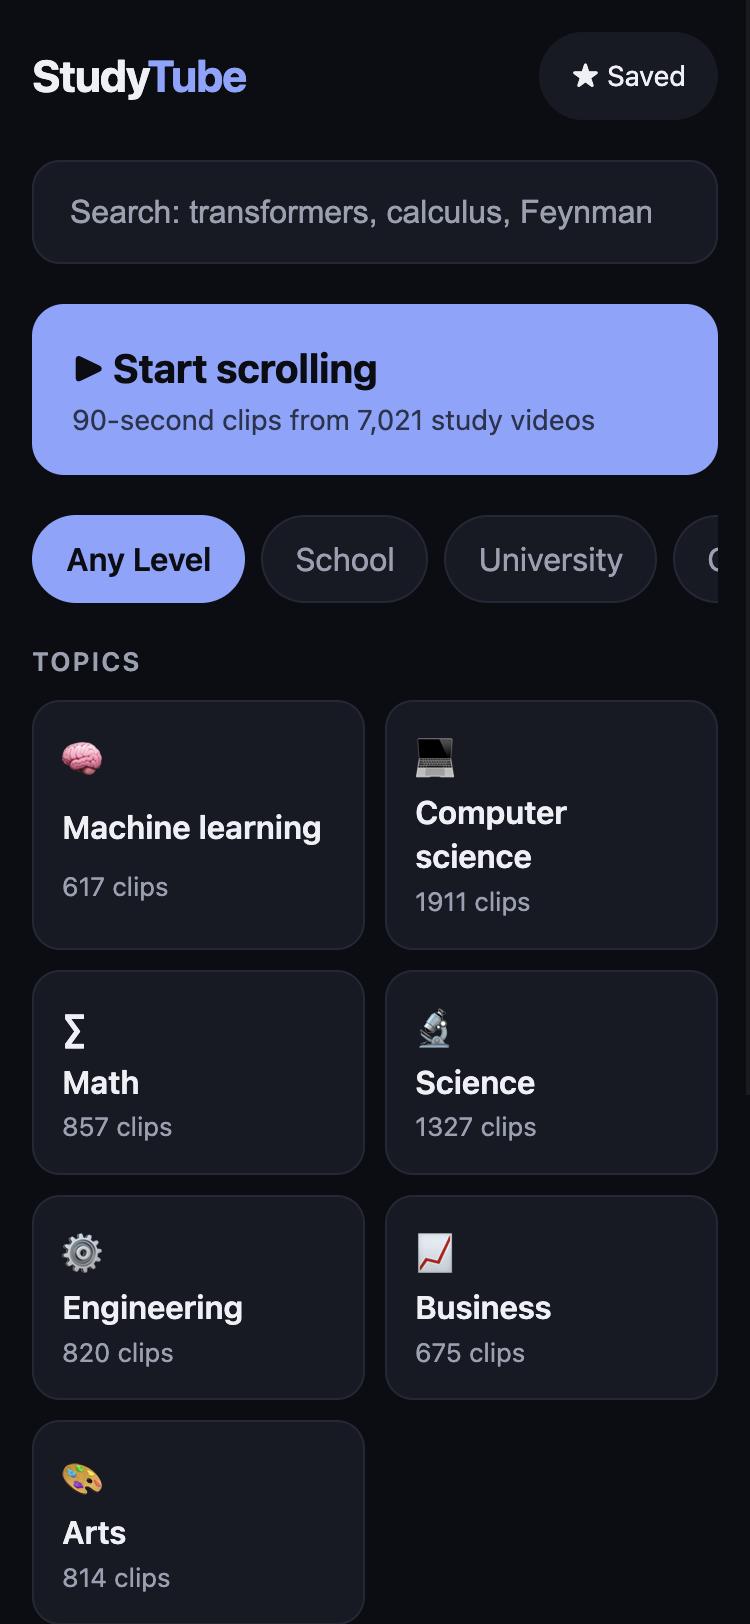 StudyTube
★ Saved
Search: transformers, calculus, Feynman
▶ Start scrolling
90-second clips from 7,021 study videos
Any Level
School
University
TOPICS
Machine learning
617 clips
Computer
science
1911 clips
∑
Math
857 clips
Science
1327 clips
Engineering
820 clips
Business
675 clips
Arts
814 clips